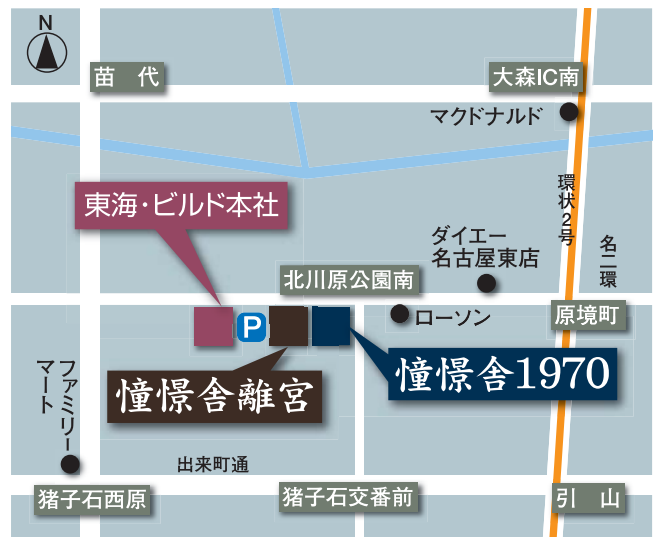 N
苗代
大森IC南
マクドナルド
環状2号
東海・ビルド本社
ダイエー
名古屋東店
名二環
北川原公園南
P
ローソン
原境町
憧憬舎1970
憧憬舎離宮
ファミリー
マート
出来町通
猪子石西原
猪子石交番前
引山